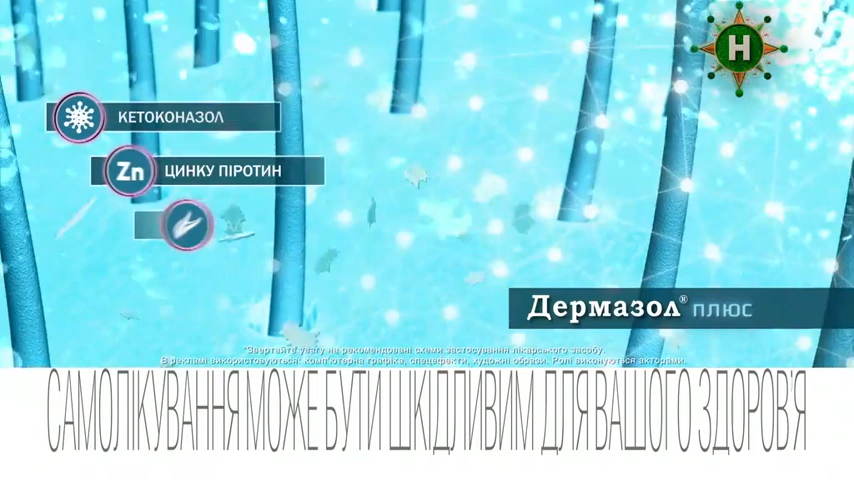 Н
КЕТОКОНАЗОЛ
Zn ЦИНКУ ПІРОТИН
Дермазол® ПЛЮС
*Звертайте увагу на рекомендовані схеми застосування лікарського засобу.
В рекламі використовуються: комп'ютерна графіка, спецефекти, художні образи. Ролі виконуються акторами.
САМОЛІКУВАННЯ МОЖЕ БУТИ ШКІДЛИВИМ ДЛЯ ВАШОГО ЗДОРОВ'Я